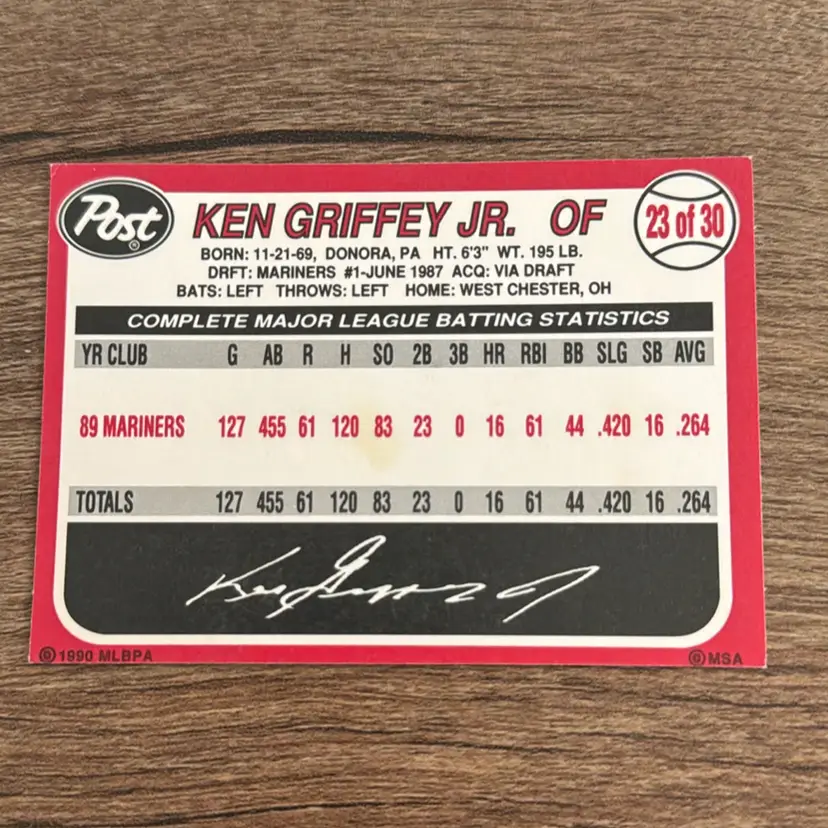 Post®
KEN GRIFFEY JR. OF
23 of 30
BORN: 11-21-69, DONORA, PA HT. 6'3" WT. 195 LB.
DRFT: MARINERS #1-JUNE 1987 ACQ: VIA DRAFT
BATS: LEFT THROWS: LEFT HOME: WEST CHESTER, OH
COMPLETE MAJOR LEAGUE BATTING STATISTICS
YR CLUB G AB R H SO 2B 3B HR RBI BB SLG SB AVG
89 MARINERS 127 455 61 120 83 23 0 16 61 44 .420 16 .264
TOTALS 127 455 61 120 83 23 0 16 61 44 .420 16 .264
Ken Griffey Jr
© 1990 MLBPA
© MSA